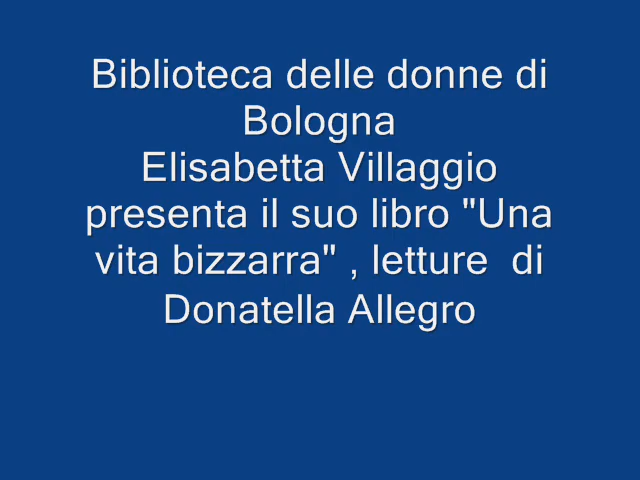 Biblioteca delle donne di
Bologna
Elisabetta Villaggio
presenta il suo libro "Una
vita bizzarra" , letture  di
Donatella Allegro